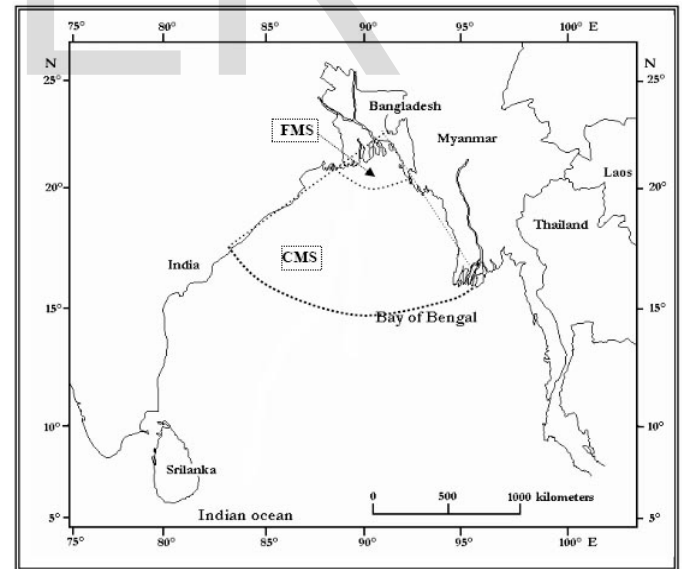 75° 80° 85° 90° 95° 100° E
N N
25° 25°
Bangladesh
FMS
Myanmar
Laos
20° 20°
Thailand
India
CMS
15° 15°
Bay of Bengal
10° 10°
Srilanka
0 500 1000 kilometers
Indian ocean
5° 5°
75° 80° 85° 90° 95° 100° E